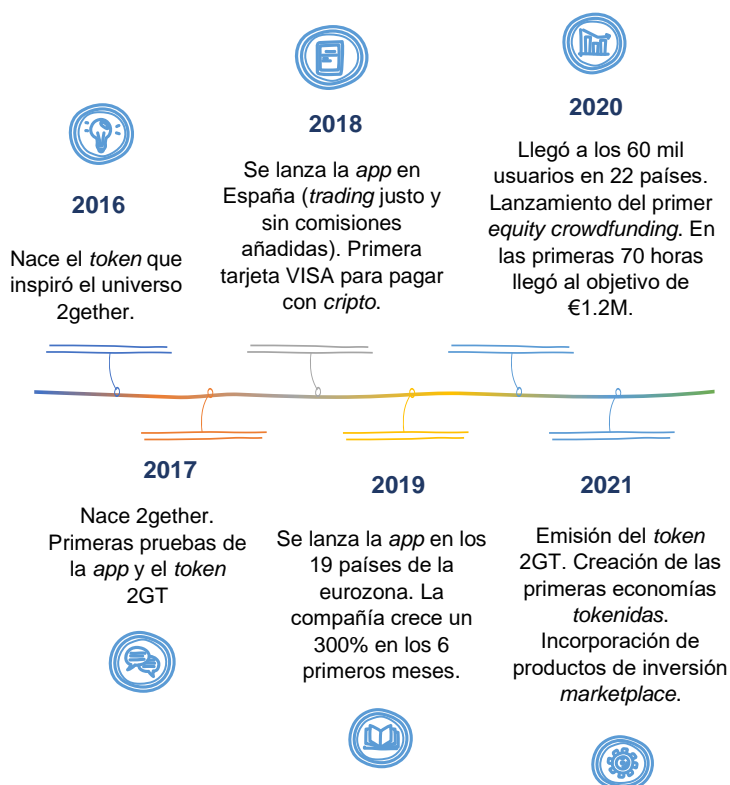 2016
Nace el token que
inspiró el universo
2gether.
2018
Se lanza la app en
España (trading justo y
sin comisiones
añadidas). Primera
tarjeta VISA para pagar
con cripto.
2020
Llegó a los 60 mil
usuarios en 22 países.
Lanzamiento del primer
equity crowdfunding. En
las primeras 70 horas
llegó al objetivo de
€1.2M.
2017
Nace 2gether.
Primeras pruebas de
la app y el token
2GT
2019
Se lanza la app en los
19 países de la
eurozona. La
compañía crece un
300% en los 6
primeros meses.
2021
Emisión del token
2GT. Creación de las
primeras economías
tokenidas.
Incorporación de
productos de inversión
marketplace.